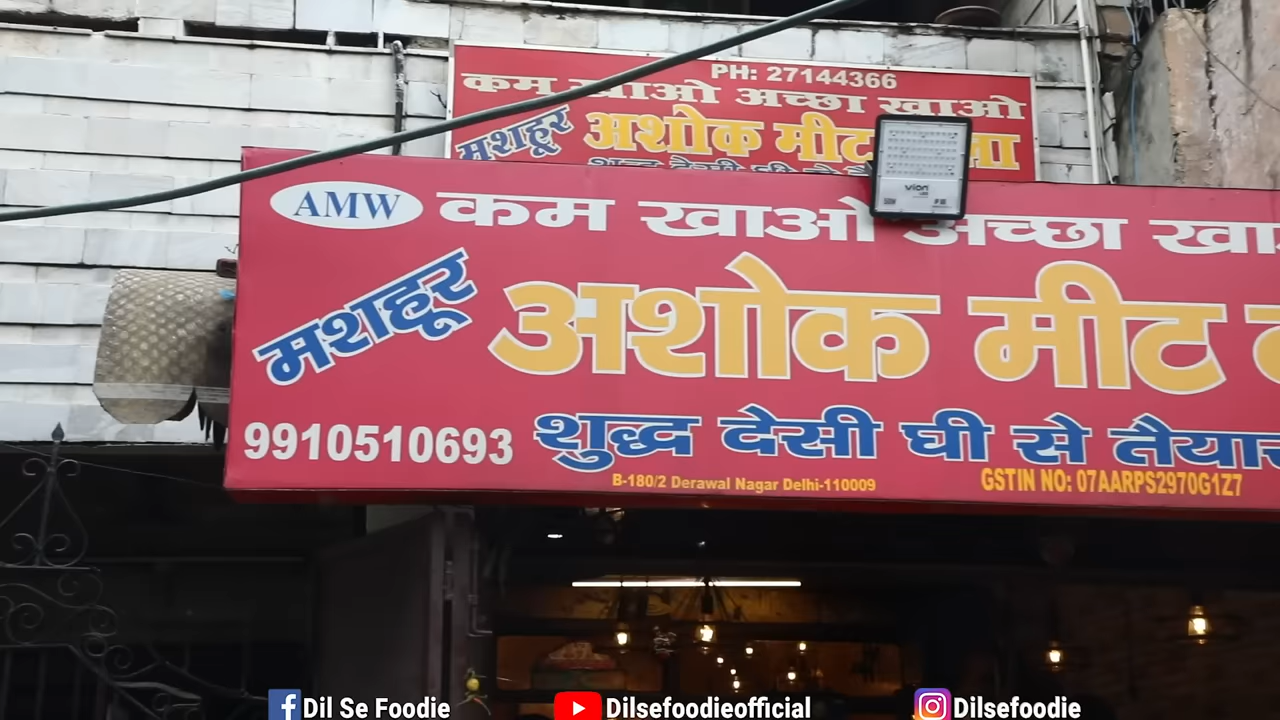 PH: 27144366
कम खाओ अच्छा खाओ
मशहूर अशोक मीट
AMW कम खाओ अच्छा खा
मशहूर
अशोक मीट
9910510693 शुद्ध देसी घी से तैयार
B-180/2 Derawal Nagar Delhi-110009 GSTIN NO: 07AARPS2970G1Z7
Dil Se Foodie Dilsefoodieofficial Dilsefoodie